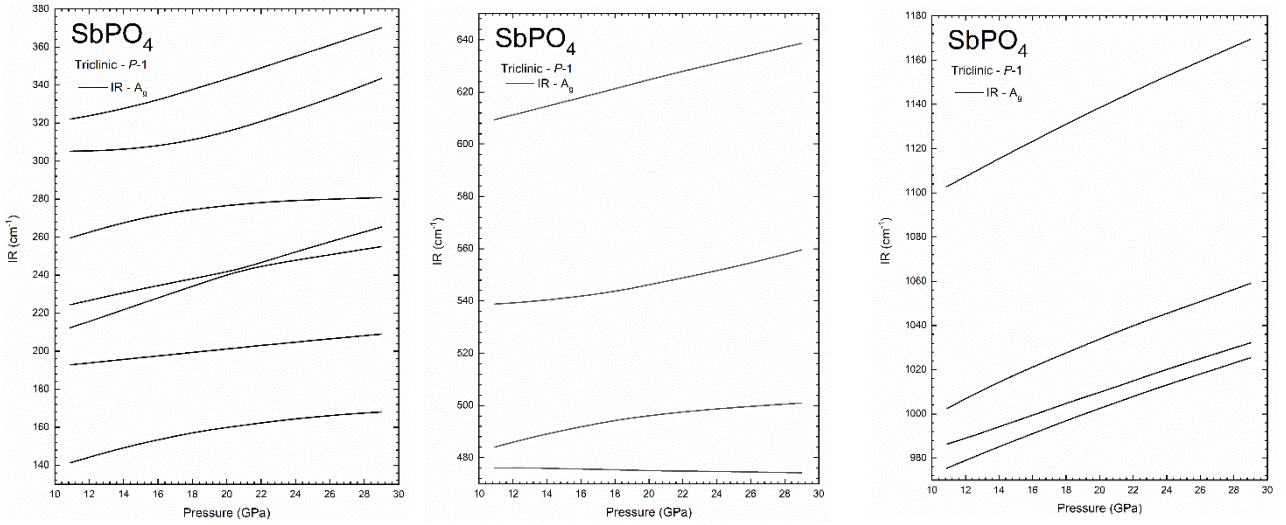 380
360
340
320
300
280
260
240
220
200
180
160
140
IR (cm⁻¹)
SbPO₄
Triclinic - P-1
IR - A_g
10 12 14 16 18 20 22 24 26 28 30
Pressure (GPa)
640
620
600
580
560
540
520
500
480
IR (cm⁻¹)
SbPO₄
Triclinic - P-1
IR - A_g
10 12 14 16 18 20 22 24 26 28 30
Pressure (GPa)
1180
1160
1140
1120
1100
1080
1060
1040
1020
1000
980
IR (cm⁻¹)
SbPO₄
Triclinic - P-1
IR - A_g
10 12 14 16 18 20 22 24 26 28 30
Pressure (GPa)